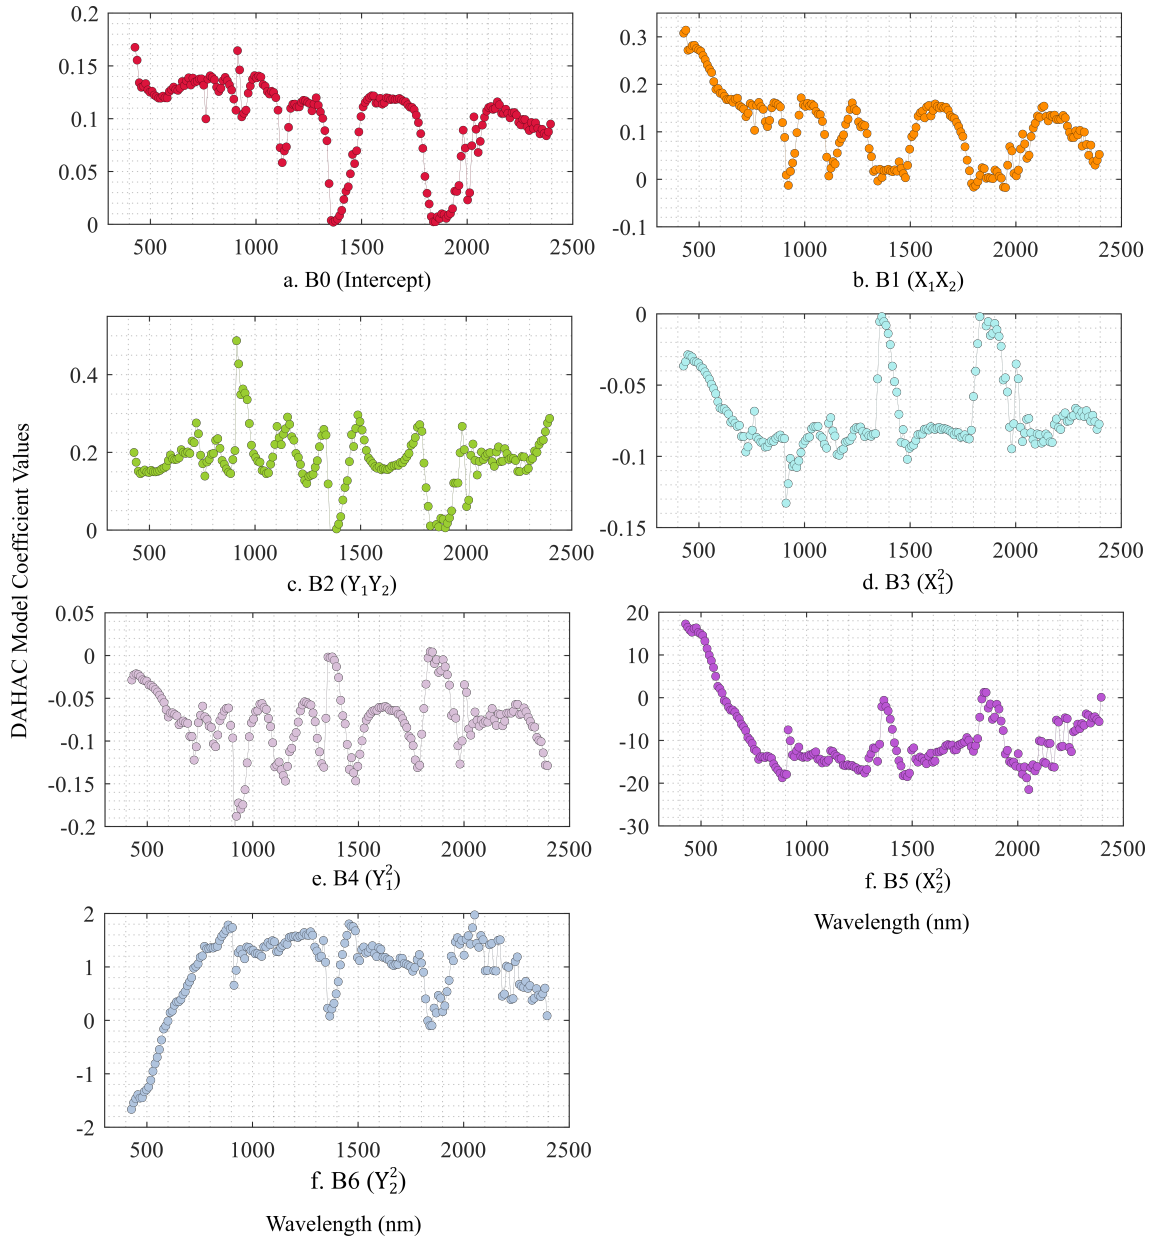 DAHAC Model Coefficient Values
0.2
0.15
0.1
0.05
0
500 1000 1500 2000 2500
a. B0 (Intercept)
0.3
0.2
0.1
0
-0.1
500 1000 1500 2000 2500
b. B1 (X₁X₂)
0.4
0.2
0
500 1000 1500 2000 2500
c. B2 (Y₁Y₂)
0
-0.05
-0.1
-0.15
500 1000 1500 2000 2500
d. B3 (X₁²)
0.05
0
-0.05
-0.1
-0.15
-0.2
500 1000 1500 2000 2500
e. B4 (Y₁²)
20
10
0
-10
-20
-30
500 1000 1500 2000 2500
f. B5 (X₂²)
Wavelength (nm)
2
1
0
-1
-2
500 1000 1500 2000 2500
f. B6 (Y₂²)
Wavelength (nm)